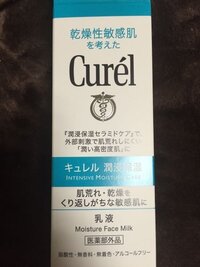 乾燥性敏感肌
を考えた
Curél
『潤浸保湿セラミドケア』で、
外部刺激で肌荒れしにくい
「潤い高密度肌」に
キュレル 潤浸保湿
INTENSIVE MOISTURE CARE
肌荒れ・乾燥を
くり返しがちな敏感肌に
乳液
Moisture Face Milk
医薬部外品
弱酸性・無香料・無着色・アルコールフリー